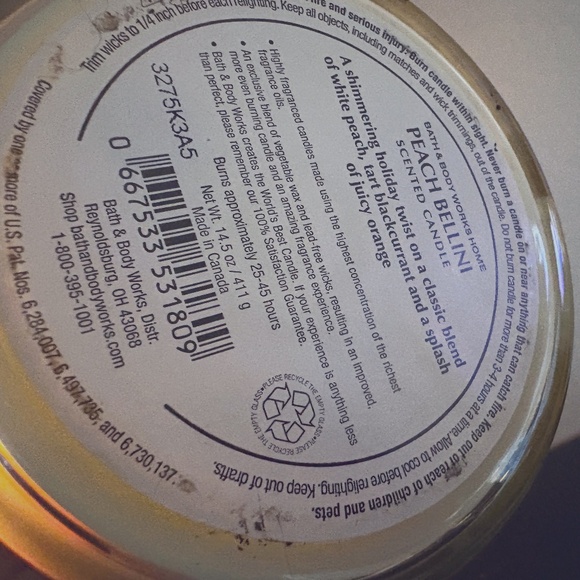 BATH & BODY WORKS HOME
PEACH BELLINI
SCENTED CANDLE
A shimmering holiday twist on a classic blend
of white peach, tart blackcurrant and a splash
of juicy orange
• Highly fragranced candles made using the highest concentration of the richest
fragrance oils.
• An exclusive blend of vegetable wax and lead-free wicks, resulting in an improved,
more even burning candle and an amazing fragrance experience.
• Bath & Body Works creates the World's Best Candle. If your experience is anything less
than perfect, please remember our 100% Satisfaction Guarantee.
Burns approximately 25-45 hours
Net Wt. 14.5 oz / 411 g
Made in Canada
3275K3A5
0 667533 531809
Bath & Body Works, Distr.
Reynoldsburg, OH 43068
Shop bathandbodyworks.com
1-800-395-1001
•PLEASE RECYCLE THE EMPTY GLASS•PLEASE RECYCLE THE EMPTY GLASS
Trim wicks to 1/4 inch before each relighting. Keep all objects, including matches and wick trimmings, out of the candle. Do not burn candle for more than 3-4 hours at a time. Allow to cool before relighting. Keep out of drafts.
fire and serious injury. Burn candle within sight. Never burn a candle on or near anything that can catch fire. Keep out of reach of children and pets.
Covered by one or more of U.S. Pat. Nos. 6,284,007, 6,497,735, and 6,730,137.